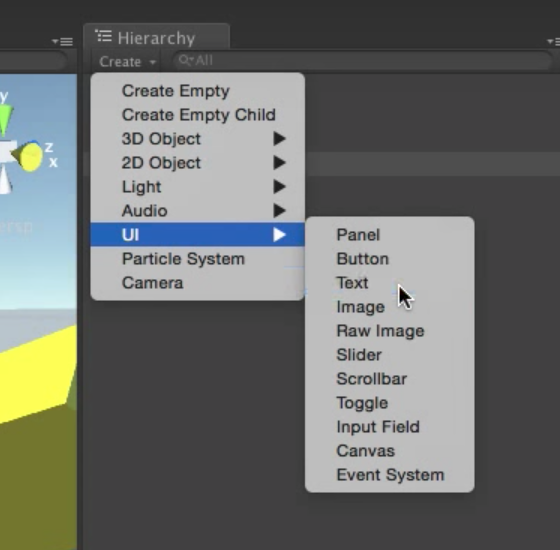 Hierarchy
Create
All
y
z
x
Persp
Create Empty
Create Empty Child
3D Object
2D Object
Light
Audio
UI
Particle System
Camera
Panel
Button
Text
Image
Raw Image
Slider
Scrollbar
Toggle
Input Field
Canvas
Event System